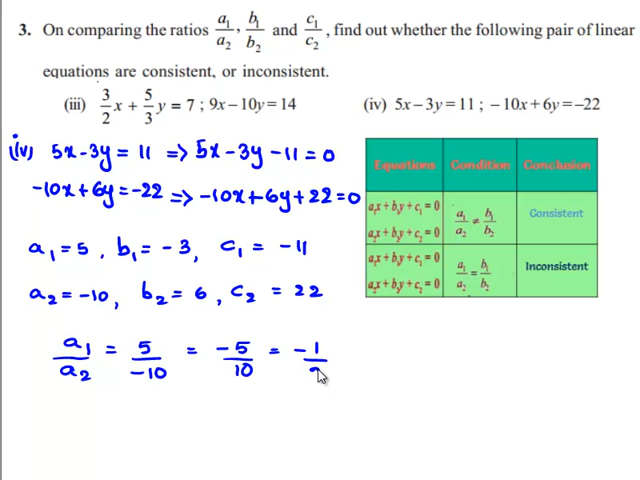 3. On comparing the ratios a₁/a₂, b₁/b₂ and c₁/c₂, find out whether the following pair of linear
equations are consistent, or inconsistent.
(iii) 3/2 x + 5/3 y = 7 ; 9x – 10y = 14 (iv) 5x – 3y = 11 ; – 10x + 6y = –22
(iv) 5x - 3y = 11 => 5x - 3y - 11 = 0
-10x + 6y = -22 => -10x + 6y + 22 = 0
a₁ = 5, b₁ = -3, c₁ = -11
a₂ = -10, b₂ = 6, c₂ = 22
a₁/a₂ = 5/-10 = -5/10 = -1/
Equations Condition Conclusion
a₁x + b₁y + c₁ = 0
a₂x + b₂y + c₂ = 0
a₁/a₂ ≠ b₁/b₂
Consistent
a₁x + b₁y + c₁ = 0
a₂x + b₂y + c₂ = 0
a₁/a₂ = b₁/b₂
Inconsistent